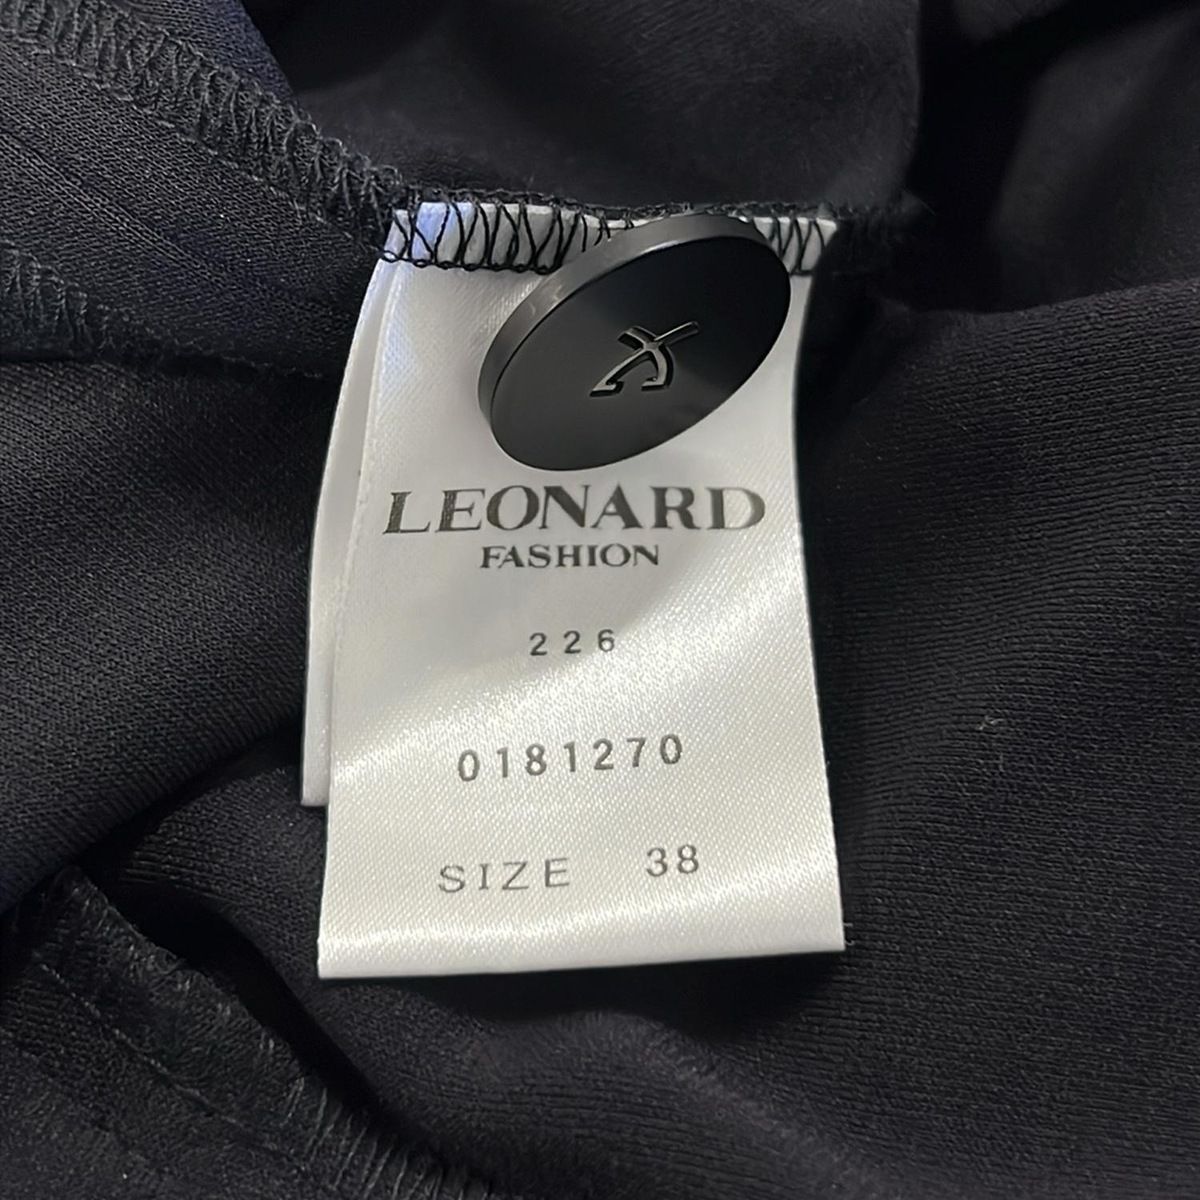 LEONARD
FASHION
226
0181270
SIZE 38